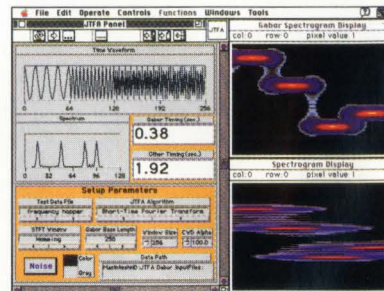 File Edit Operate Controls Functions Windows Tools
JTFA Panel
JTFA
Time Waveform
0 64 128 192 256
Spectrum
0 32 64 96 128
Gabor Timing (sec.)
0.38
Other Timing (sec.)
1.92
Setup Parameters
Test Data File
frequency hopper
JTFA Algorithm
Short-Time Fourier Transform
STFT Window
Hamming
Gabor Base Length
256
Window Size
256
CWD Alpha
100.0
Noise
Color
Gray
Data Path
Gabor Spectrogram Display
col: 0 row: 0 pixel value 1
Spectrogram Display
col: 0 row: 0 pixel value 1